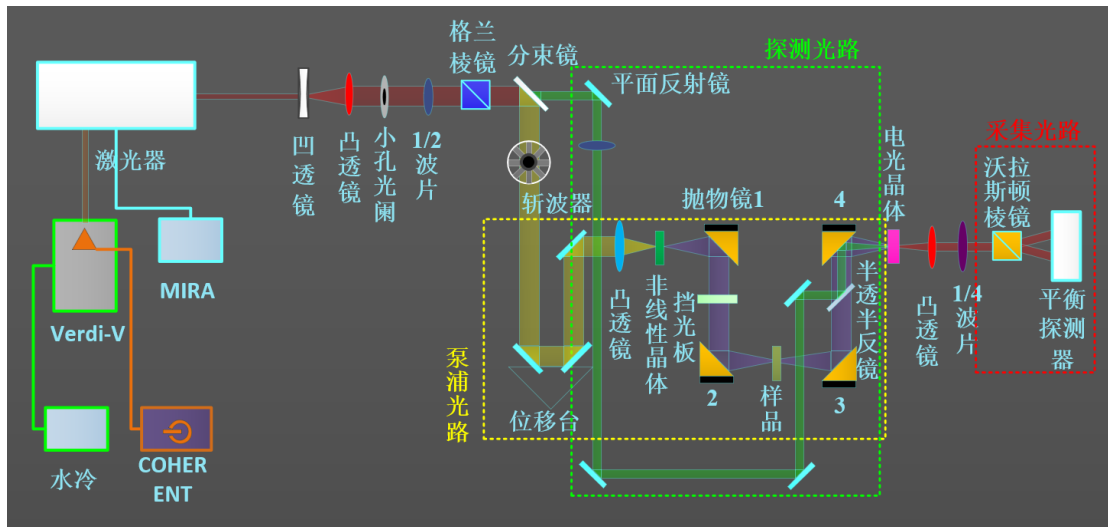 格兰
棱镜
分束镜
探测光路
平面反射镜
激光器
凹透镜
凸透镜
小孔光阑
1/2
波片
斩波器
抛物镜1
4
电光晶体
采集光路
沃拉
斯顿
棱镜
MIRA
Verdi-V
凸透镜
非线性晶体
挡光板
半透半反镜
凸透镜
1/4
波片
平衡
探测
器
泵浦光路
位移台
2
样品
3
水冷
COHER
ENT